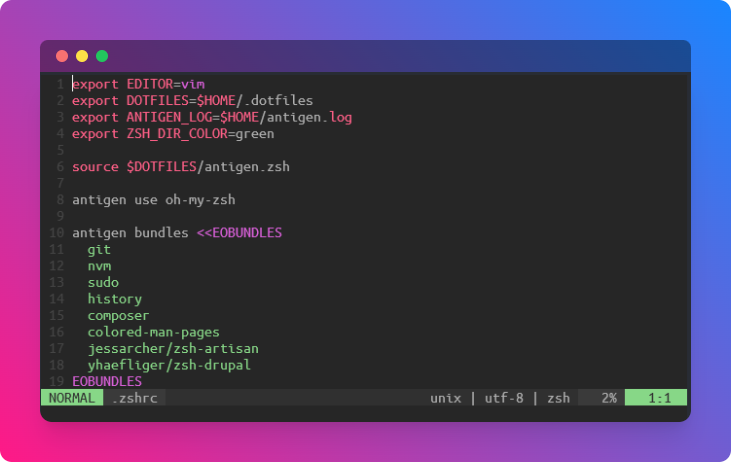 1 export EDITOR=vim
2 export DOTFILES=$HOME/.dotfiles
3 export ANTIGEN_LOG=$HOME/antigen.log
4 export ZSH_DIR_COLOR=green
5
6 source $DOTFILES/antigen.zsh
7
8 antigen use oh-my-zsh
9
10 antigen bundles <<EOBUNDLES
11   git
12   nvm
13   sudo
14   history
15   composer
16   colored-man-pages
17   jessarcher/zsh-artisan
18   yhaefliger/zsh-drupal
19 EOBUNDLES
NORMAL .zshrc unix | utf-8 | zsh 2% 1:1